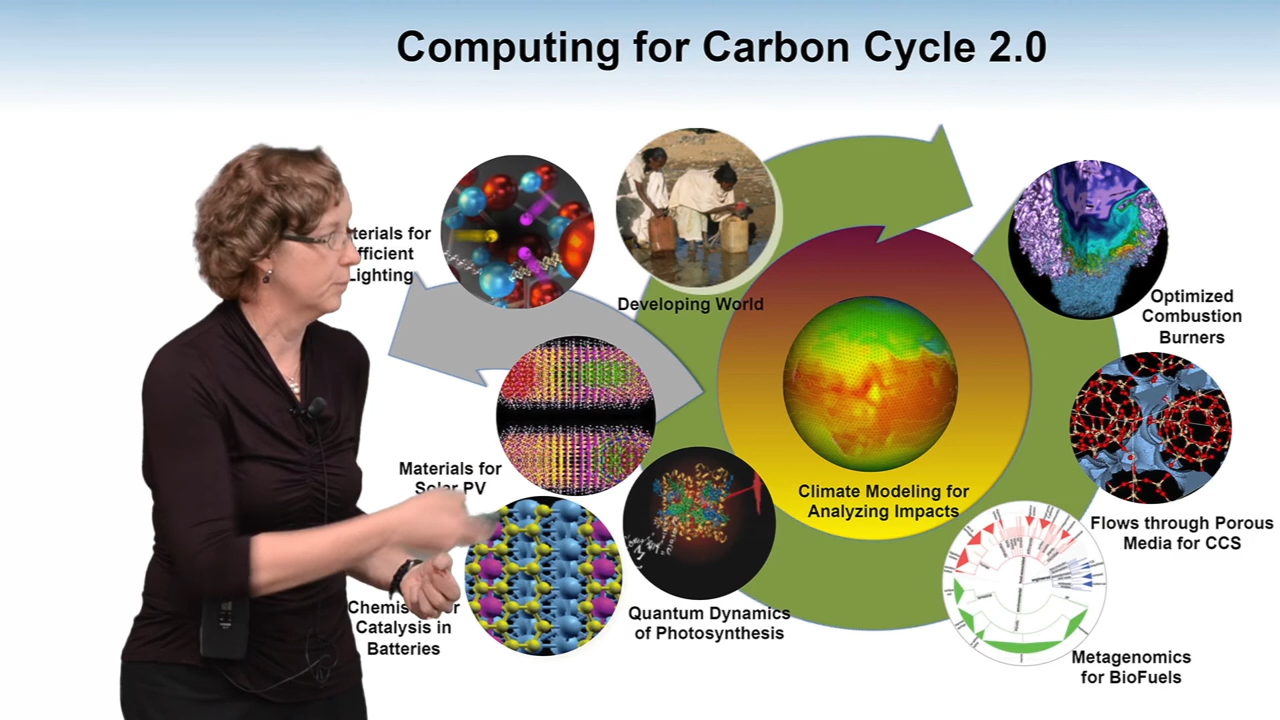 Computing for Carbon Cycle 2.0
terials for
fficient
Lighting
Developing World
Optimized
Combustion
Burners
Materials for
Solar PV
Climate Modeling for
Analyzing Impacts
Flows through Porous
Media for CCS
Quantum Dynamics
of Photosynthesis
Catalysis in
Batteries
Metagenomics
for BioFuels